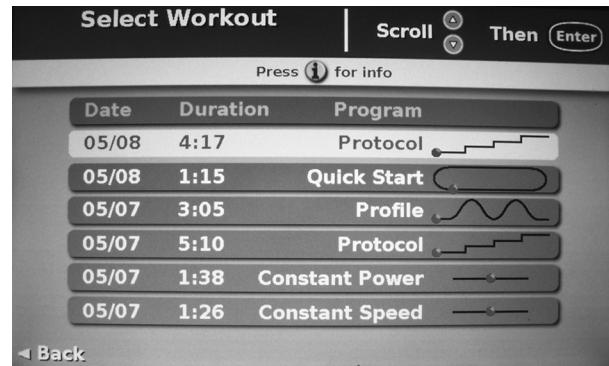 Select Workout
Scroll Then Enter
Press i for info
Date Duration Program
05/08 4:17 Protocol
05/08 1:15 Quick Start
05/07 3:05 Profile
05/07 5:10 Protocol
05/07 1:38 Constant Power
05/07 1:26 Constant Speed
Back